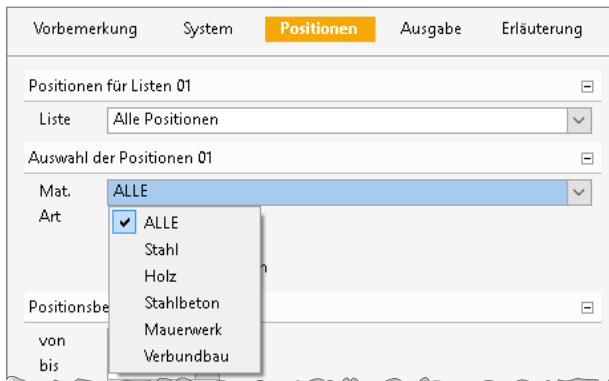 Vorbemerkung System Positionen Ausgabe Erläuterung
Positionen für Listen 01
Liste Alle Positionen
Auswahl der Positionen 01
Mat. ALLE
Art
ALLE
Stahl
Holz
Stahlbeton
Mauerwerk
Verbundbau
Positionsbe
von
bis